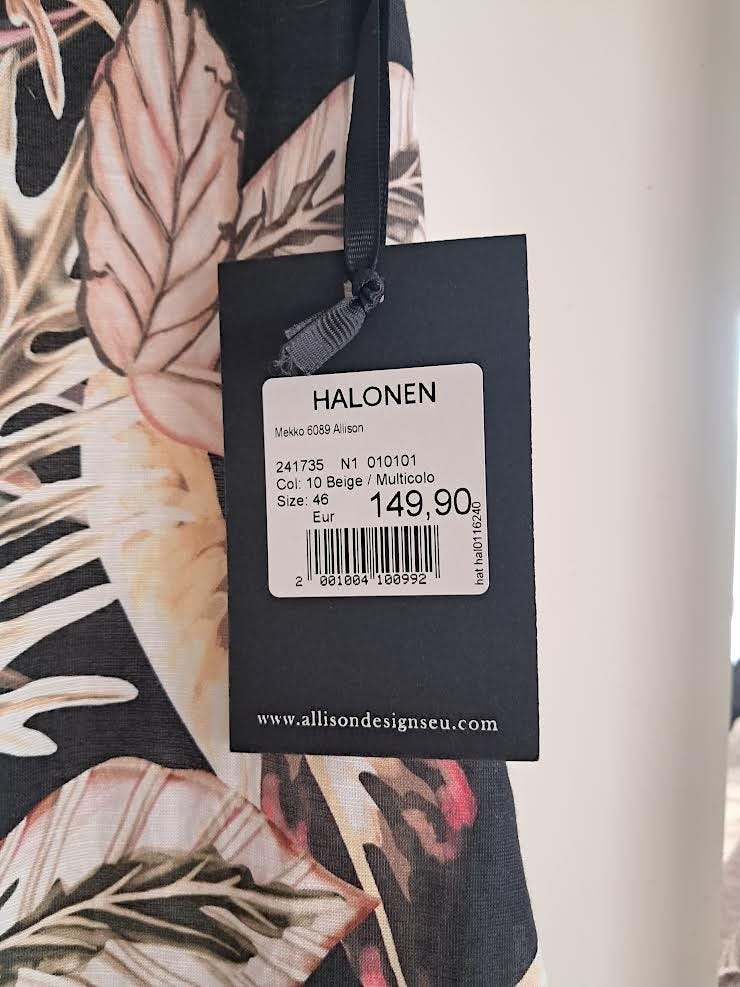 HALONEN
Mekko 6089 Allison
241735 N1 010101
Col: 10 Beige / Multicolo
Size: 46
149,90
Eur
hat hal0116240
2 001004 100992
www.allisondesignseu.com